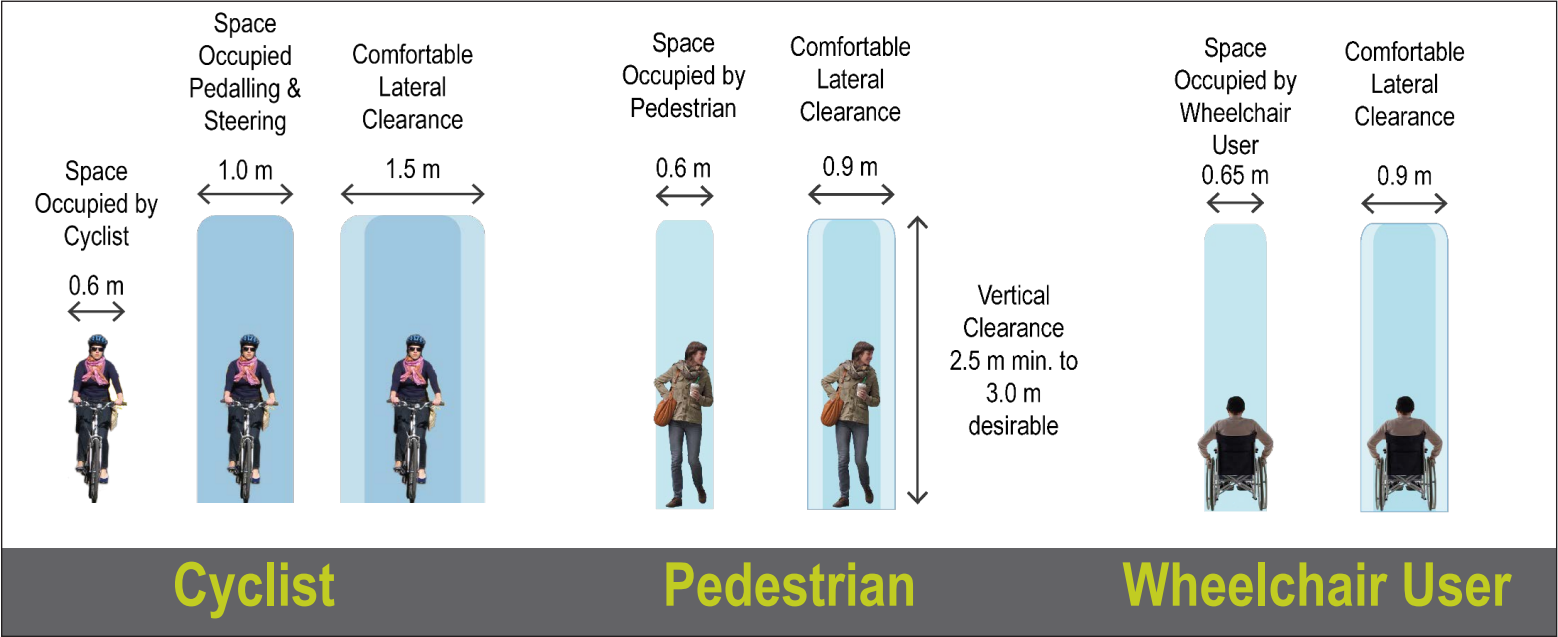 Space
Occupied by
Cyclist
0.6 m
Space
Occupied
Pedalling &
Steering
1.0 m
Comfortable
Lateral
Clearance
1.5 m
Space
Occupied by
Pedestrian
0.6 m
Comfortable
Lateral
Clearance
0.9 m
Vertical
Clearance
2.5 m min. to
3.0 m
desirable
Space
Occupied by
Wheelchair
User
0.65 m
Comfortable
Lateral
Clearance
0.9 m
Cyclist
Pedestrian
Wheelchair User